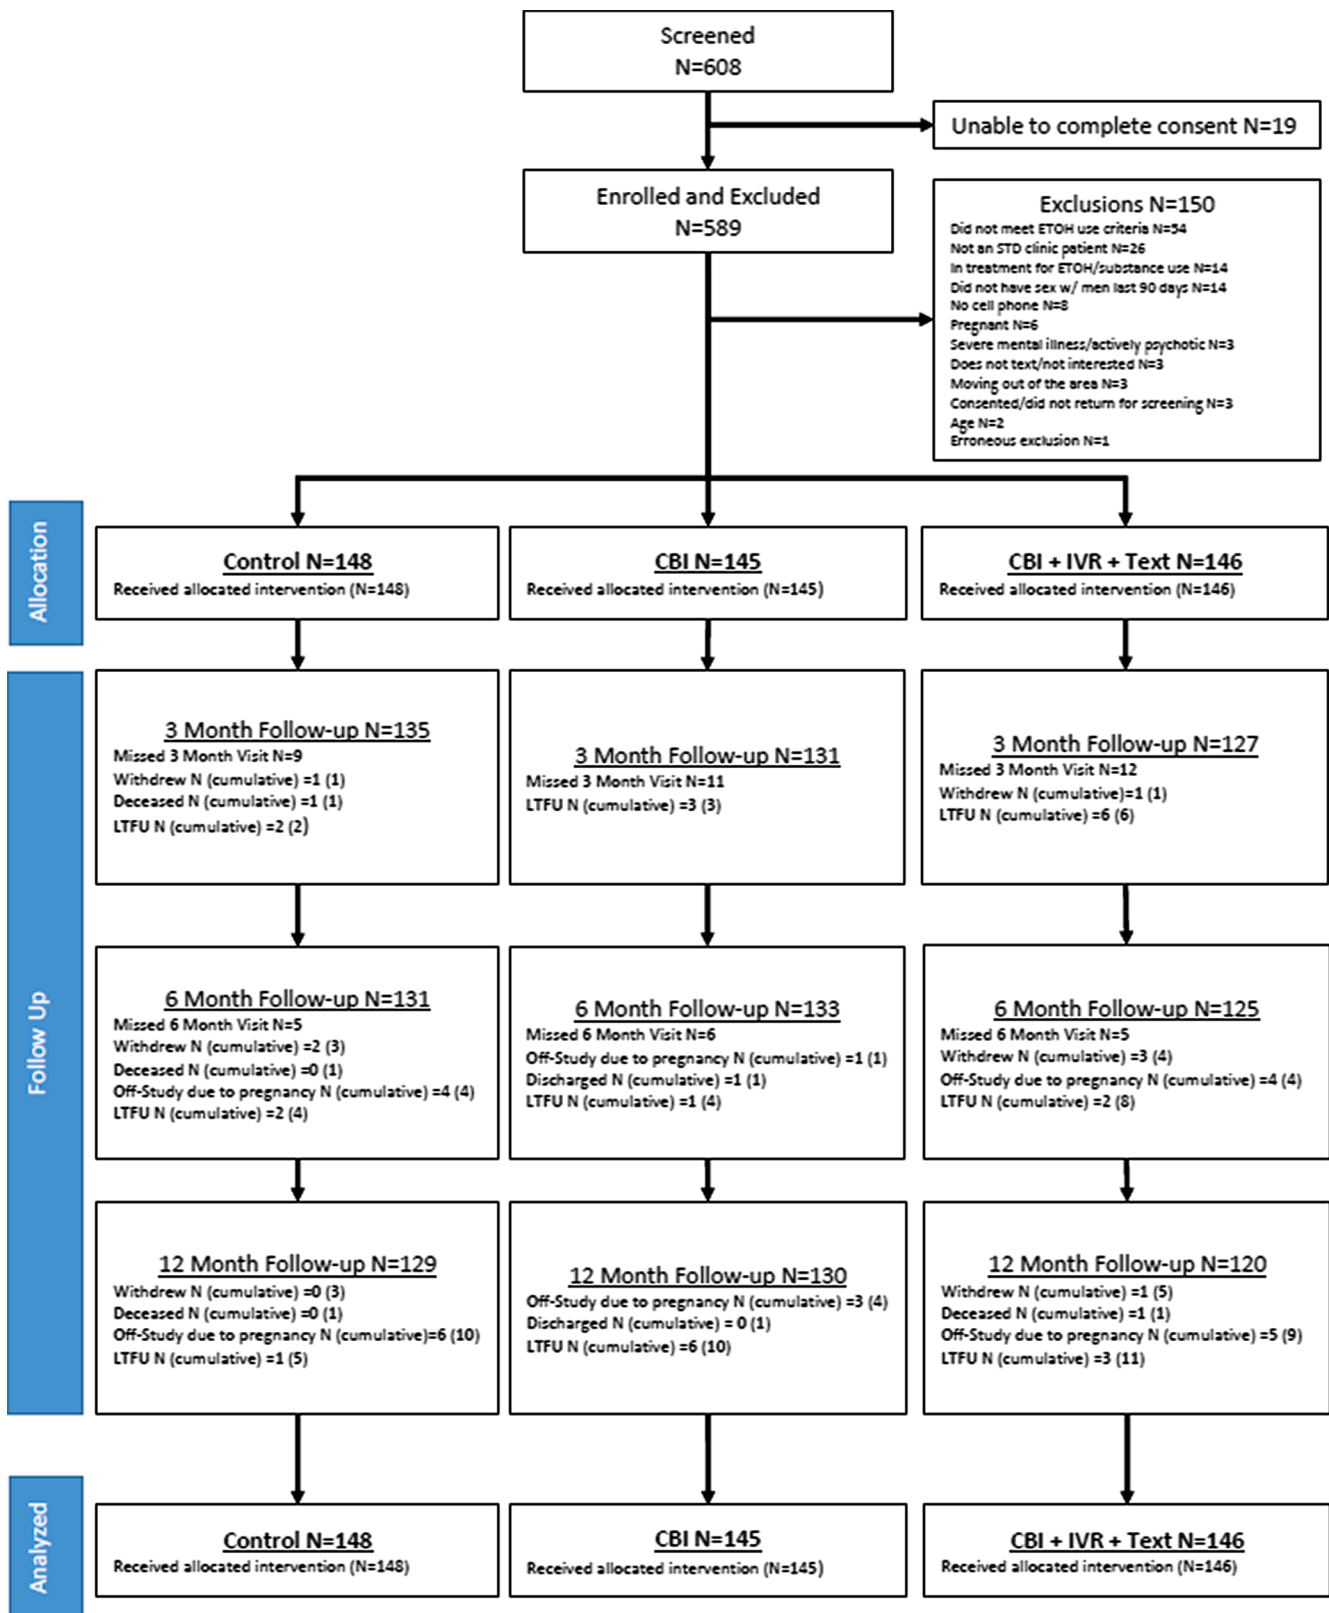 Screened
N=608
Unable to complete consent N=19
Enrolled and Excluded
N=589
Exclusions N=150
Did not meet ETOH use criteria N=54
Not an STD clinic patient N=26
In treatment for ETOH/substance use N=14
Did not have sex w/ men last 90 days N=14
No cell phone N=8
Pregnant N=6
Severe mental illness/actively psychotic N=3
Does not text/not interested N=3
Moving out of the area N=3
Consented/did not return for screening N=3
Age N=2
Erroneous exclusion N=1
Allocation
Control N=148
Received allocated intervention (N=148)
CBI N=145
Received allocated intervention (N=145)
CBI + IVR + Text N=146
Received allocated intervention (N=146)
Follow Up
3 Month Follow-up N=135
Missed 3 Month Visit N=9
Withdrew N (cumulative) =1 (1)
Deceased N (cumulative) =1 (1)
LTFU N (cumulative) =2 (2)
3 Month Follow-up N=131
Missed 3 Month Visit N=11
LTFU N (cumulative) =3 (3)
3 Month Follow-up N=127
Missed 3 Month Visit N=12
Withdrew N (cumulative)=1 (1)
LTFU N (cumulative) =6 (6)
6 Month Follow-up N=131
Missed 6 Month Visit N=5
Withdrew N (cumulative) =2 (3)
Deceased N (cumulative) =0 (1)
Off-Study due to pregnancy N (cumulative) =4 (4)
LTFU N (cumulative) =2 (4)
6 Month Follow-up N=133
Missed 6 Month Visit N=6
Off-Study due to pregnancy N (cumulative) =1 (1)
Discharged N (cumulative) =1 (1)
LTFU N (cumulative) =1 (4)
6 Month Follow-up N=125
Missed 6 Month Visit N=5
Withdrew N (cumulative) =3 (4)
Off-Study due to pregnancy N (cumulative) =4 (4)
LTFU N (cumulative) =2 (8)
12 Month Follow-up N=129
Withdrew N (cumulative) =0 (3)
Deceased N (cumulative) =0 (1)
Off-Study due to pregnancy N (cumulative)=6 (10)
LTFU N (cumulative) =1 (5)
12 Month Follow-up N=130
Off-Study due to pregnancy N (cumulative) =3 (4)
Discharged N (cumulative) = 0 (1)
LTFU N (cumulative) =6 (10)
12 Month Follow-up N=120
Withdrew N (cumulative) =1 (5)
Deceased N (cumulative) =1 (1)
Off-Study due to pregnancy N (cumulative) =5 (9)
LTFU N (cumulative) =3 (11)
Analyzed
Control N=148
Received allocated intervention (N=148)
CBI N=145
Received allocated intervention (N=145)
CBI + IVR + Text N=146
Received allocated intervention (N=146)